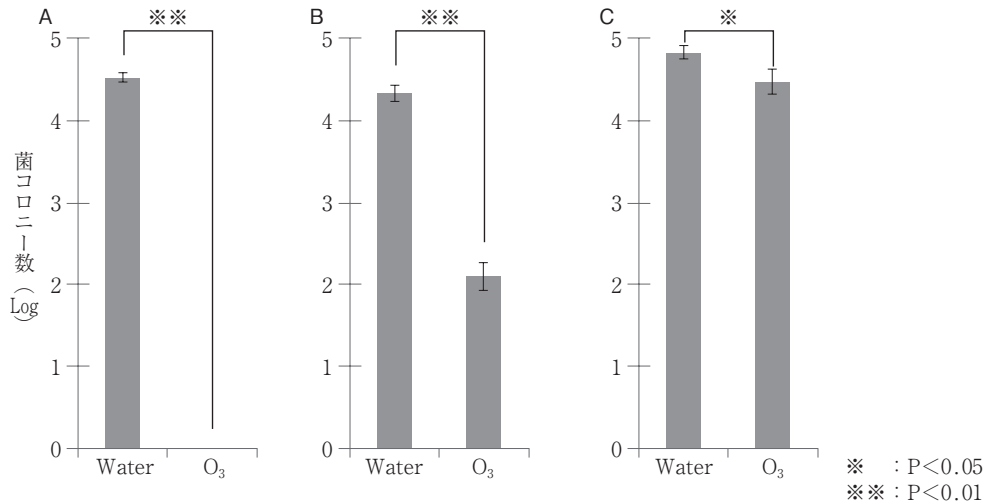 A
※※
5
4
3
2
1
0
Water
O₃
菌コロニー数(Log)
B
※※
5
4
3
2
1
0
Water
O₃
C
※
5
4
3
2
1
0
Water
O₃
※ :P<0.05
※※:P<0.01